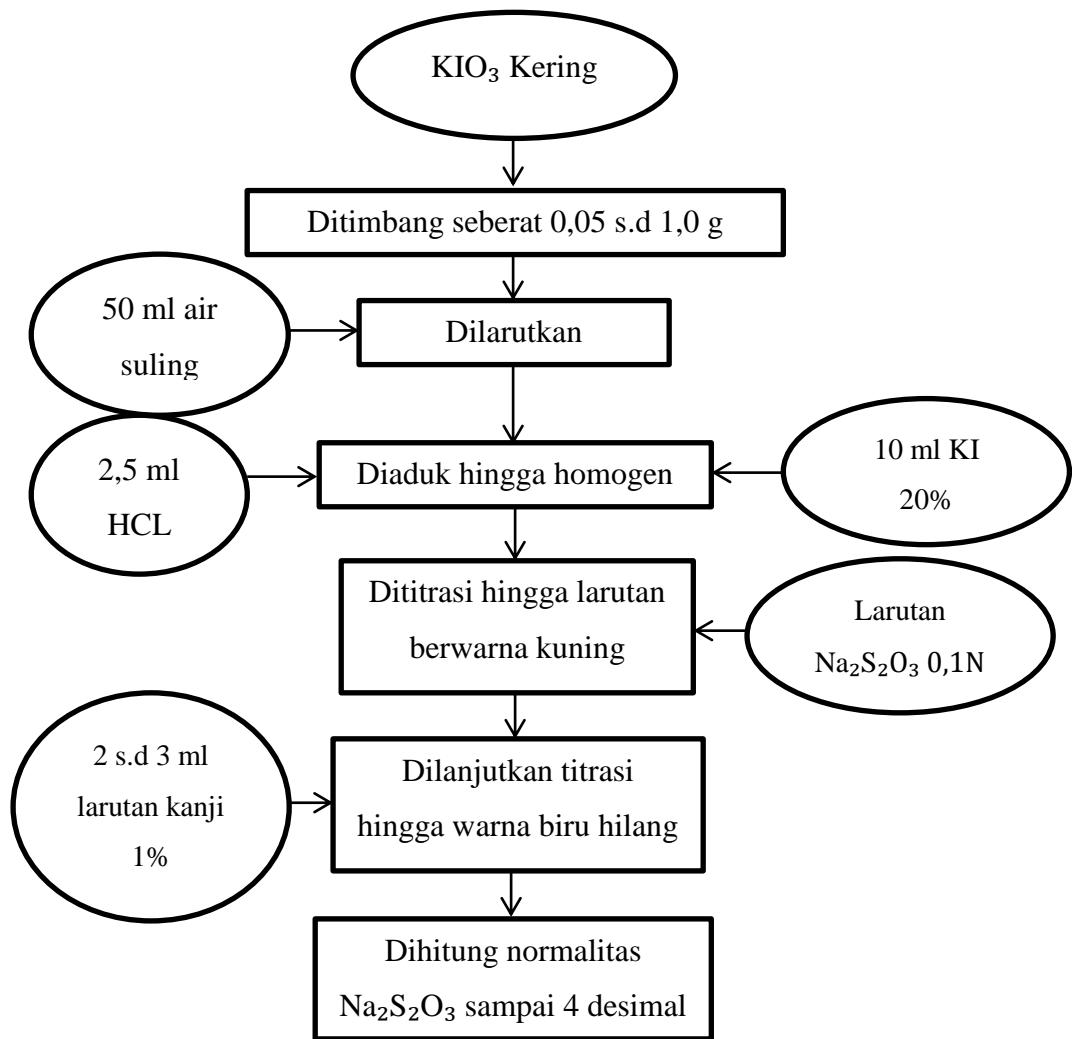 KIO₃ Kering
Ditimbang seberat 0,05 s.d 1,0 g
50 ml air
suling
Dilarutkan
2,5 ml
HCL
Diaduk hingga homogen
10 ml KI
20%
Dititrasi hingga larutan
berwarna kuning
Larutan
Na₂S₂O₃ 0,1N
2 s.d 3 ml
larutan kanji
1%
Dilanjutkan titrasi
hingga warna biru hilang
Dihitung normalitas
Na₂S₂O₃ sampai 4 desimal